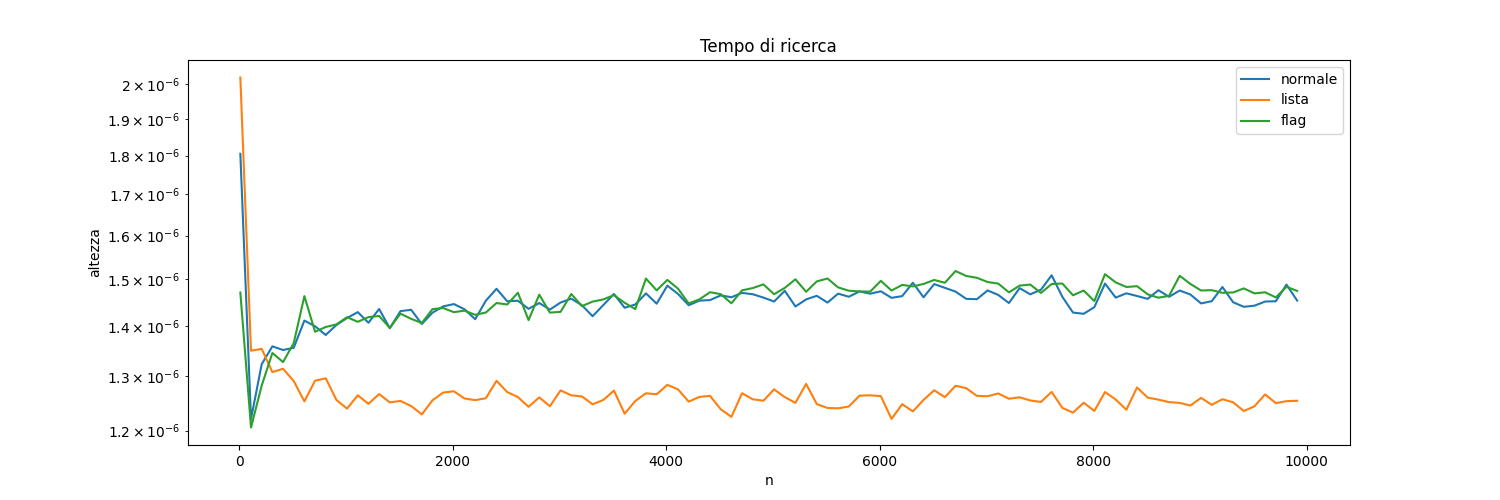 Tempo di ricerca
normale
lista
flag
2 × 10⁻⁶
1.9 × 10⁻⁶
1.8 × 10⁻⁶
1.7 × 10⁻⁶
1.6 × 10⁻⁶
1.5 × 10⁻⁶
1.4 × 10⁻⁶
1.3 × 10⁻⁶
1.2 × 10⁻⁶
altezza
0 2000 4000 6000 8000 10000
n